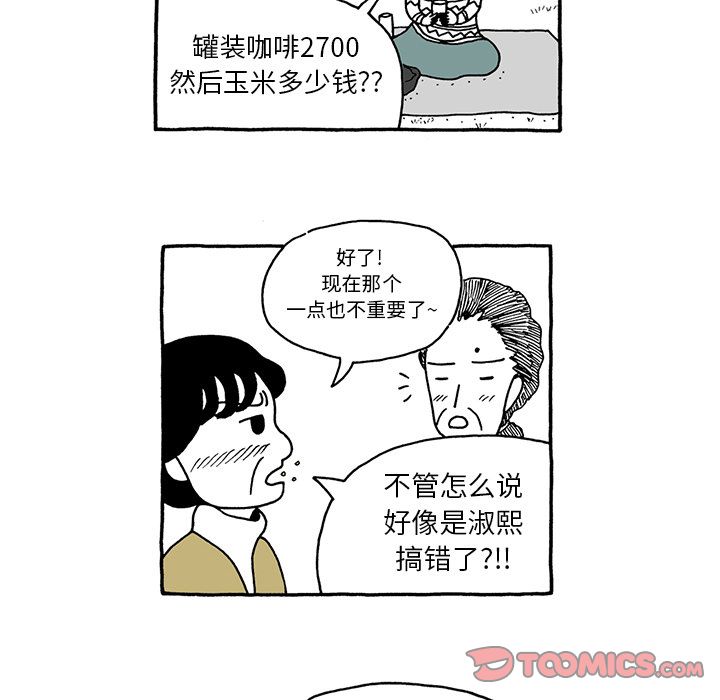 罐装咖啡2700
然后玉米多少钱??
好了!
现在那个
一点也不重要了~
不管怎么说
好像是淑熙
搞错了?!!
TOOMICS.COM